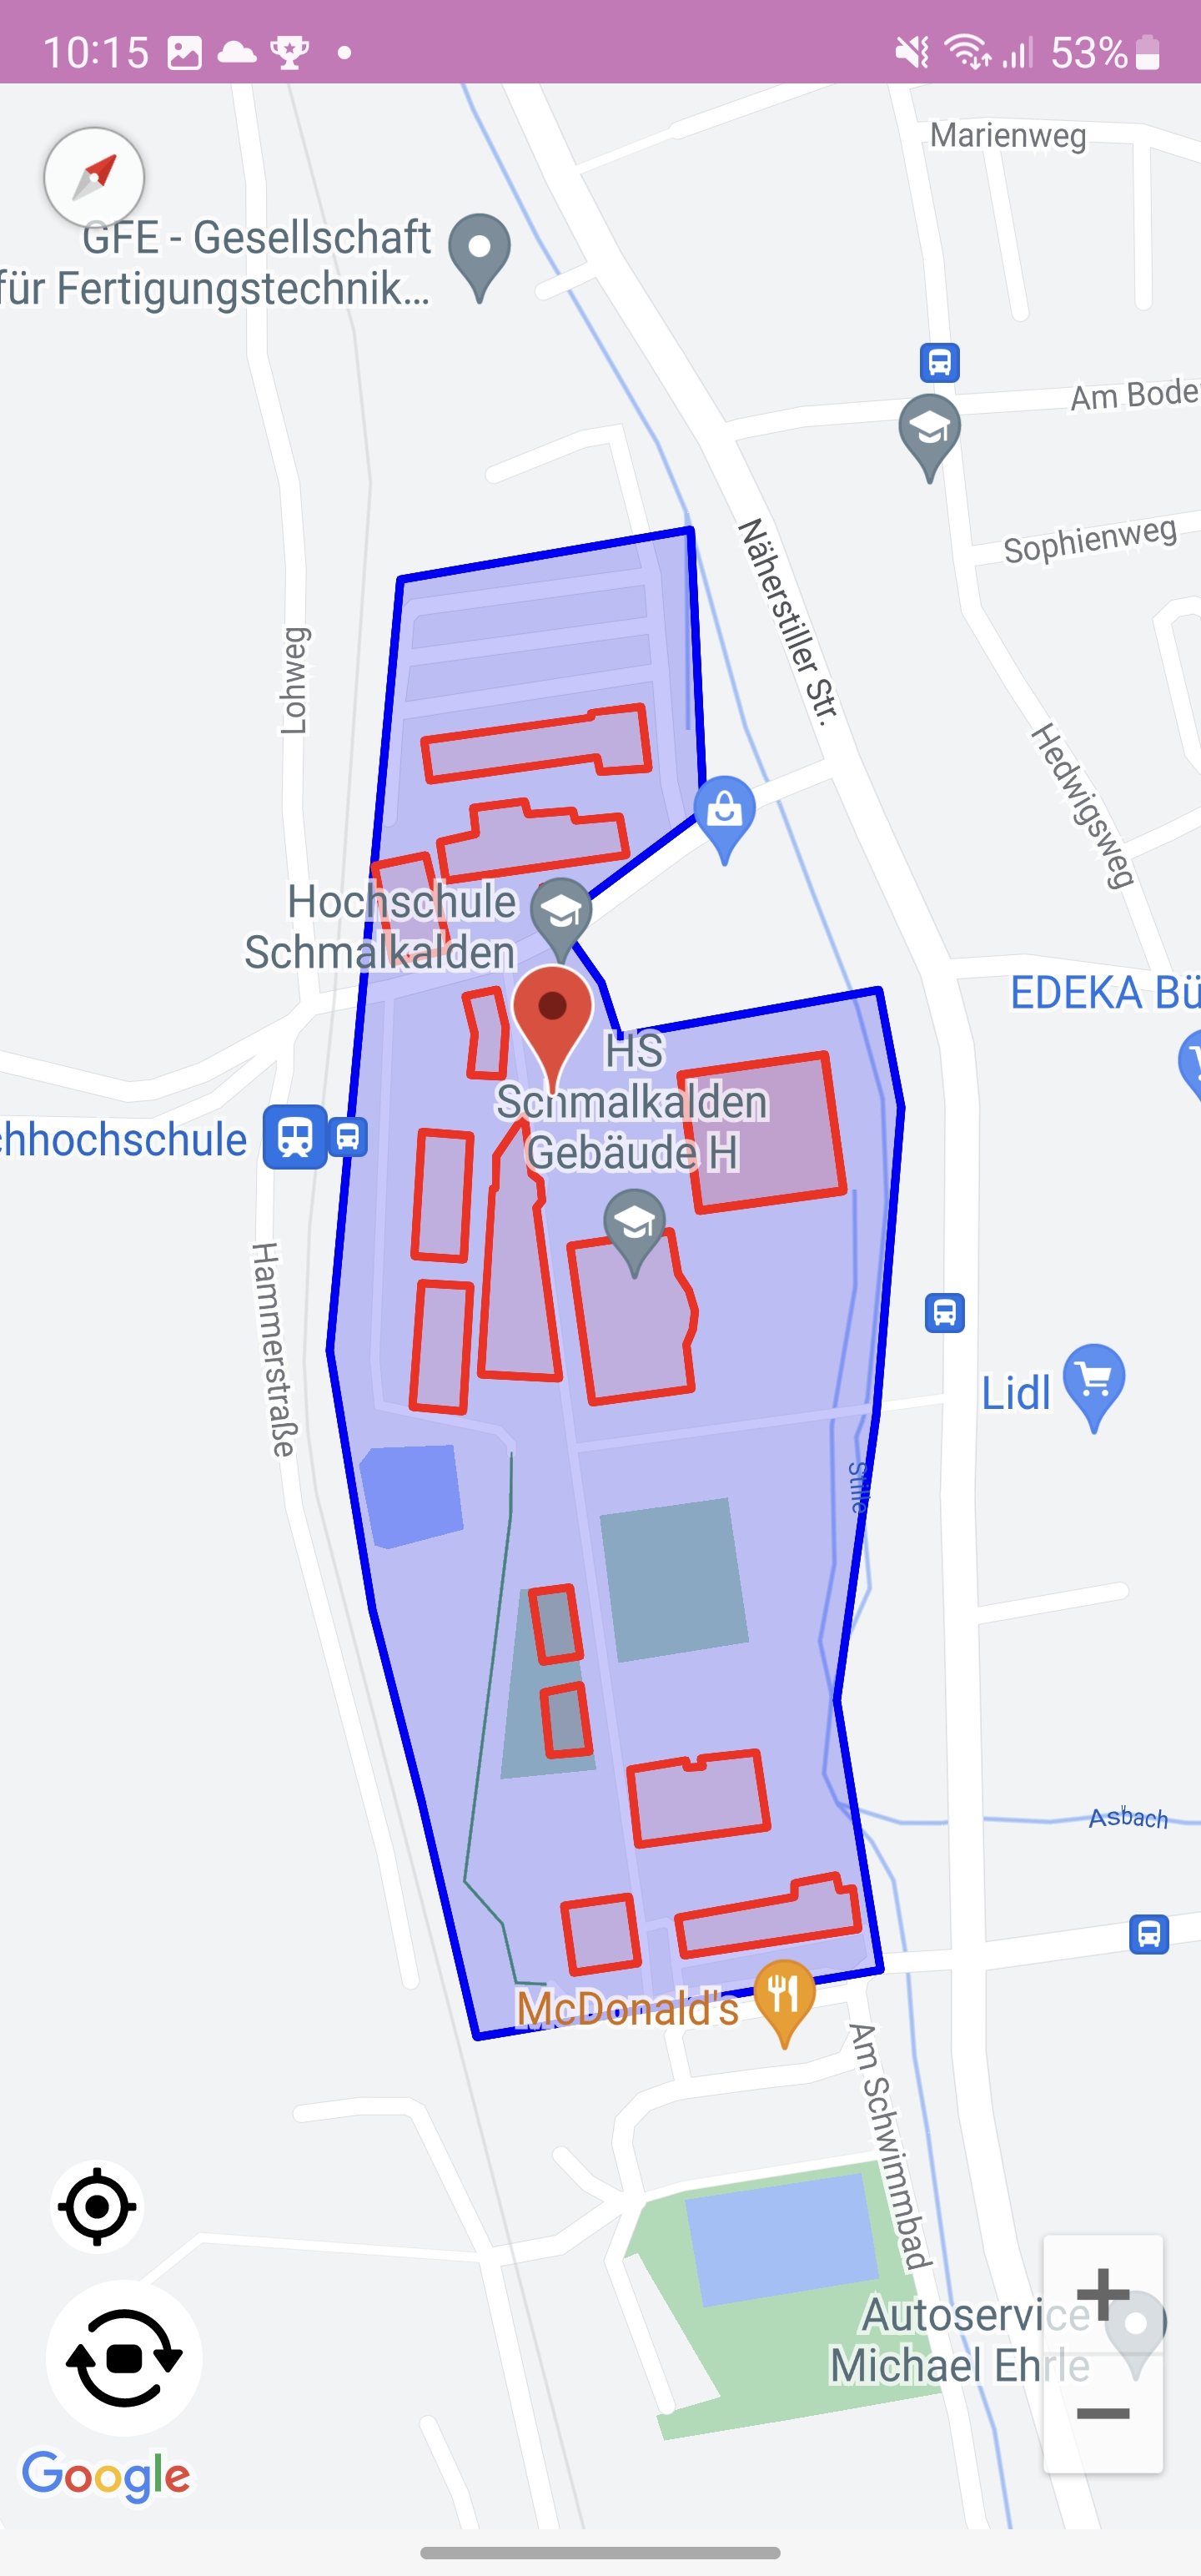 10:15
53%
Marienweg
GFE - Gesellschaft
für Fertigungstechnik...
Am Bode
Sophienweg
Näherstiller Str.
Lohweg
Hedwigsweg
Hochschule
Schmalkalden
EDEKA Bü
HS
Schmalkalden
Gebäude H
chhochschule
Hammerstraße
Lidl
Stille
Asbach
McDonald's
Am Schwimmbad
Autoservice
Michael Ehrle
+
−
Google